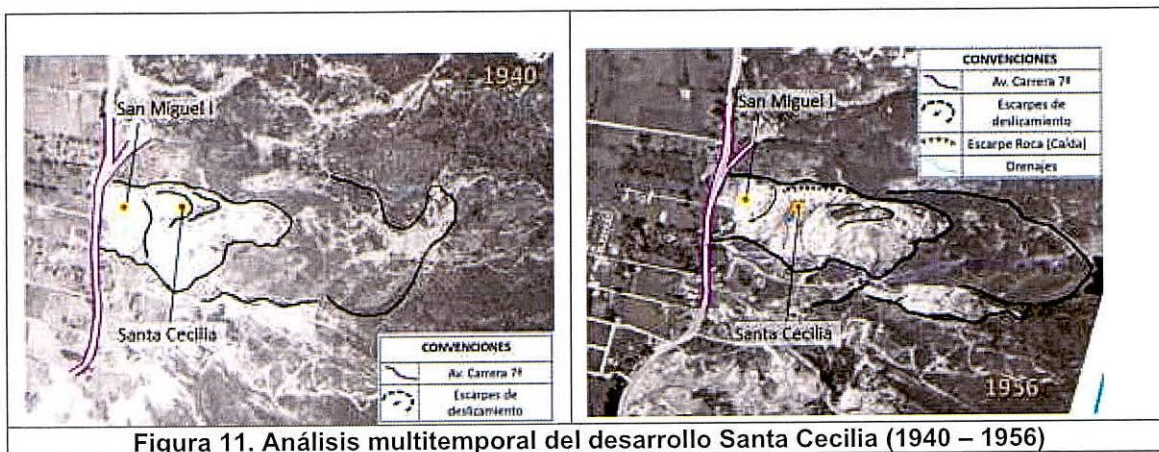 1940
San Miguel I
Santa Cecilia
CONVENCIONES
Av. Carrera 7ª
Escarpes de
deslizamiento
CONVENCIONES
Av. Carrera 7ª
Escarpes de
deslizamiento
Escarpe Roca (Caída)
Drenajes
San Miguel I
Santa Cecilia
1956
Figura 11. Análisis multitemporal del desarrollo Santa Cecilia (1940 – 1956)